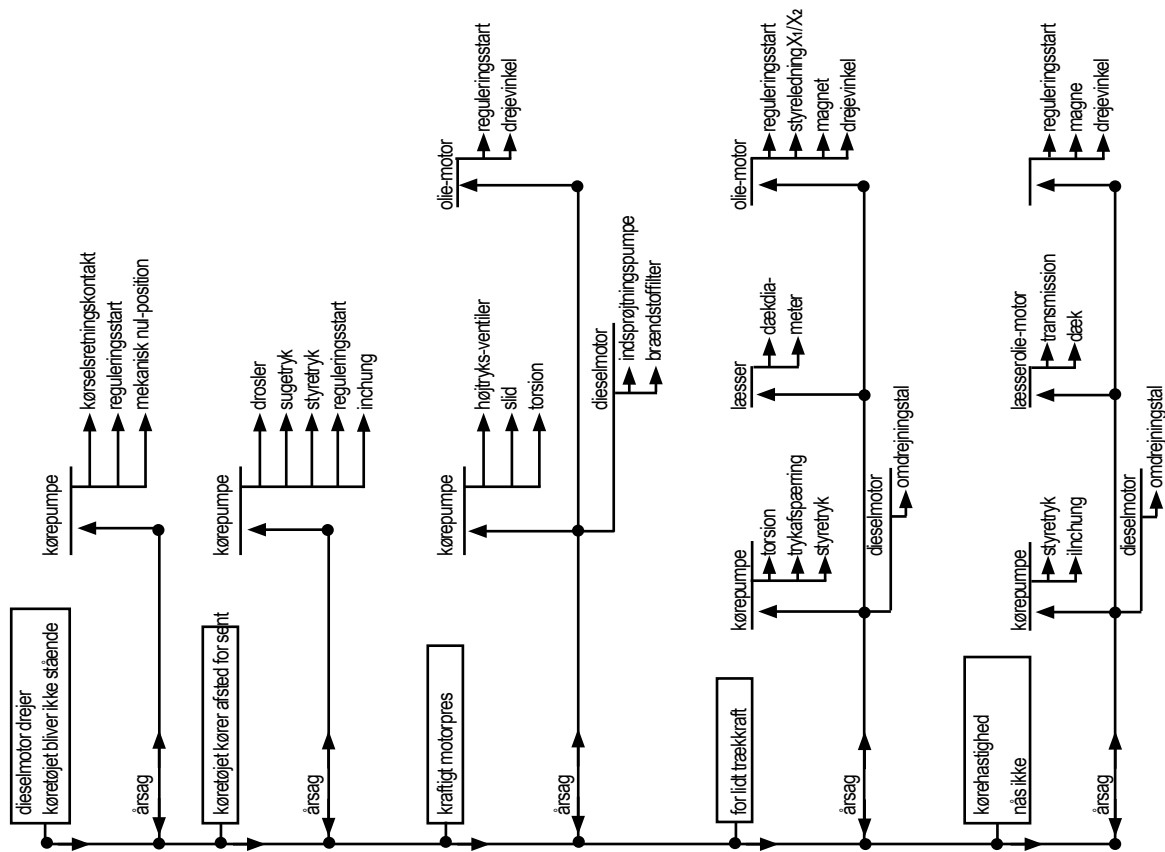 dieselmotor drejer
køretøjet bliver ikke stående
årsag
kørepumpe
kørselsretningskontakt
reguleringsstart
mekanisk nul-position
køretøjet kører afsted for sent
årsag
kørepumpe
drosler
sugetryk
styretryk
reguleringsstart
inchung
kraftigt motorpres
årsag
kørepumpe
højtryks-ventiler
slid
torsion
dieselmotor
indsprøjtningspumpe
brændstoffilter
olie-motor
reguleringsstart
drejevinkel
for lidt trækkraft
årsag
kørepumpe
torsion
trykafspærring
styretryk
dieselmotor
omdrejningstal
læsser
dækdia-
meter
olie-motor
reguleringsstart
styreledningX₁/X₂
magnet
drejevinkel
kørehastighed
nås ikke
årsag
kørepumpe
styretryk
ilnchung
dieselmotor
omdrejningstal
læsserolie-motor
transmission
dæk
reguleringsstart
magne
drejevinkel